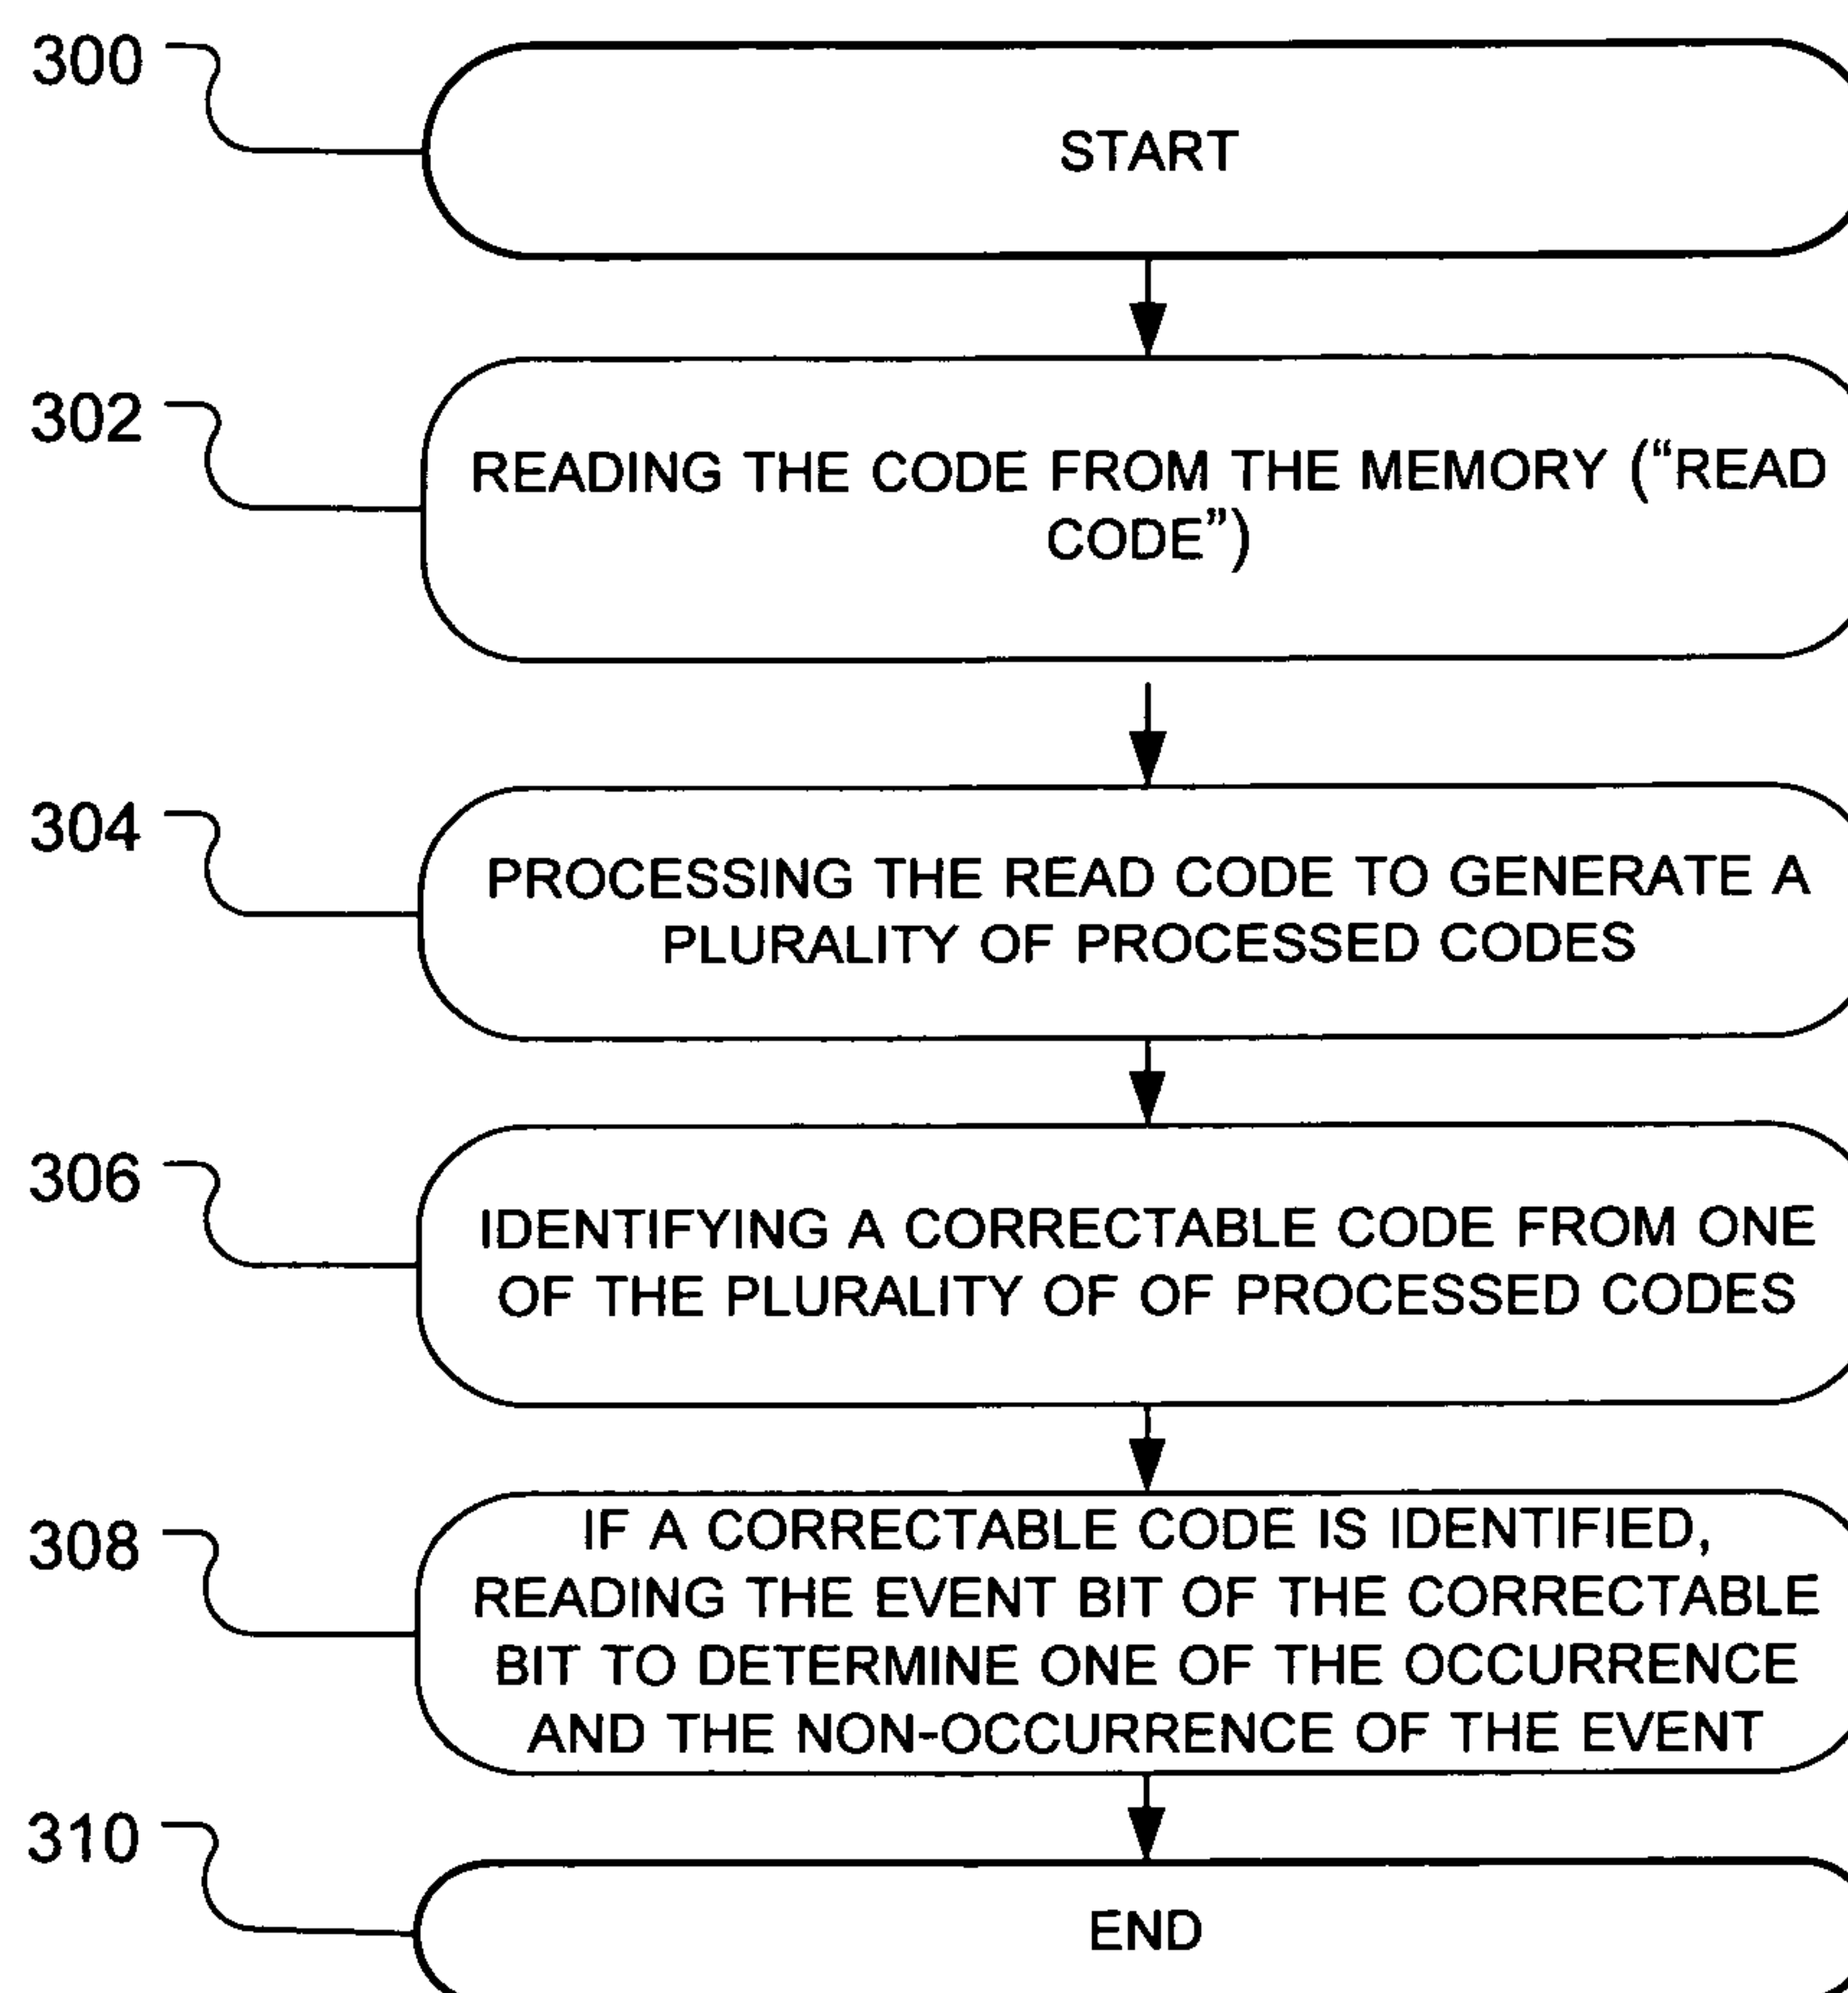 300
START
302
READING THE CODE FROM THE MEMORY (“READ
CODE”)
304
PROCESSING THE READ CODE TO GENERATE A
PLURALITY OF PROCESSED CODES
306
IDENTIFYING A CORRECTABLE CODE FROM ONE
OF THE PLURALITY OF OF PROCESSED CODES
308
IF A CORRECTABLE CODE IS IDENTIFIED,
READING THE EVENT BIT OF THE CORRECTABLE
BIT TO DETERMINE ONE OF THE OCCURRENCE
AND THE NON-OCCURRENCE OF THE EVENT
310
END